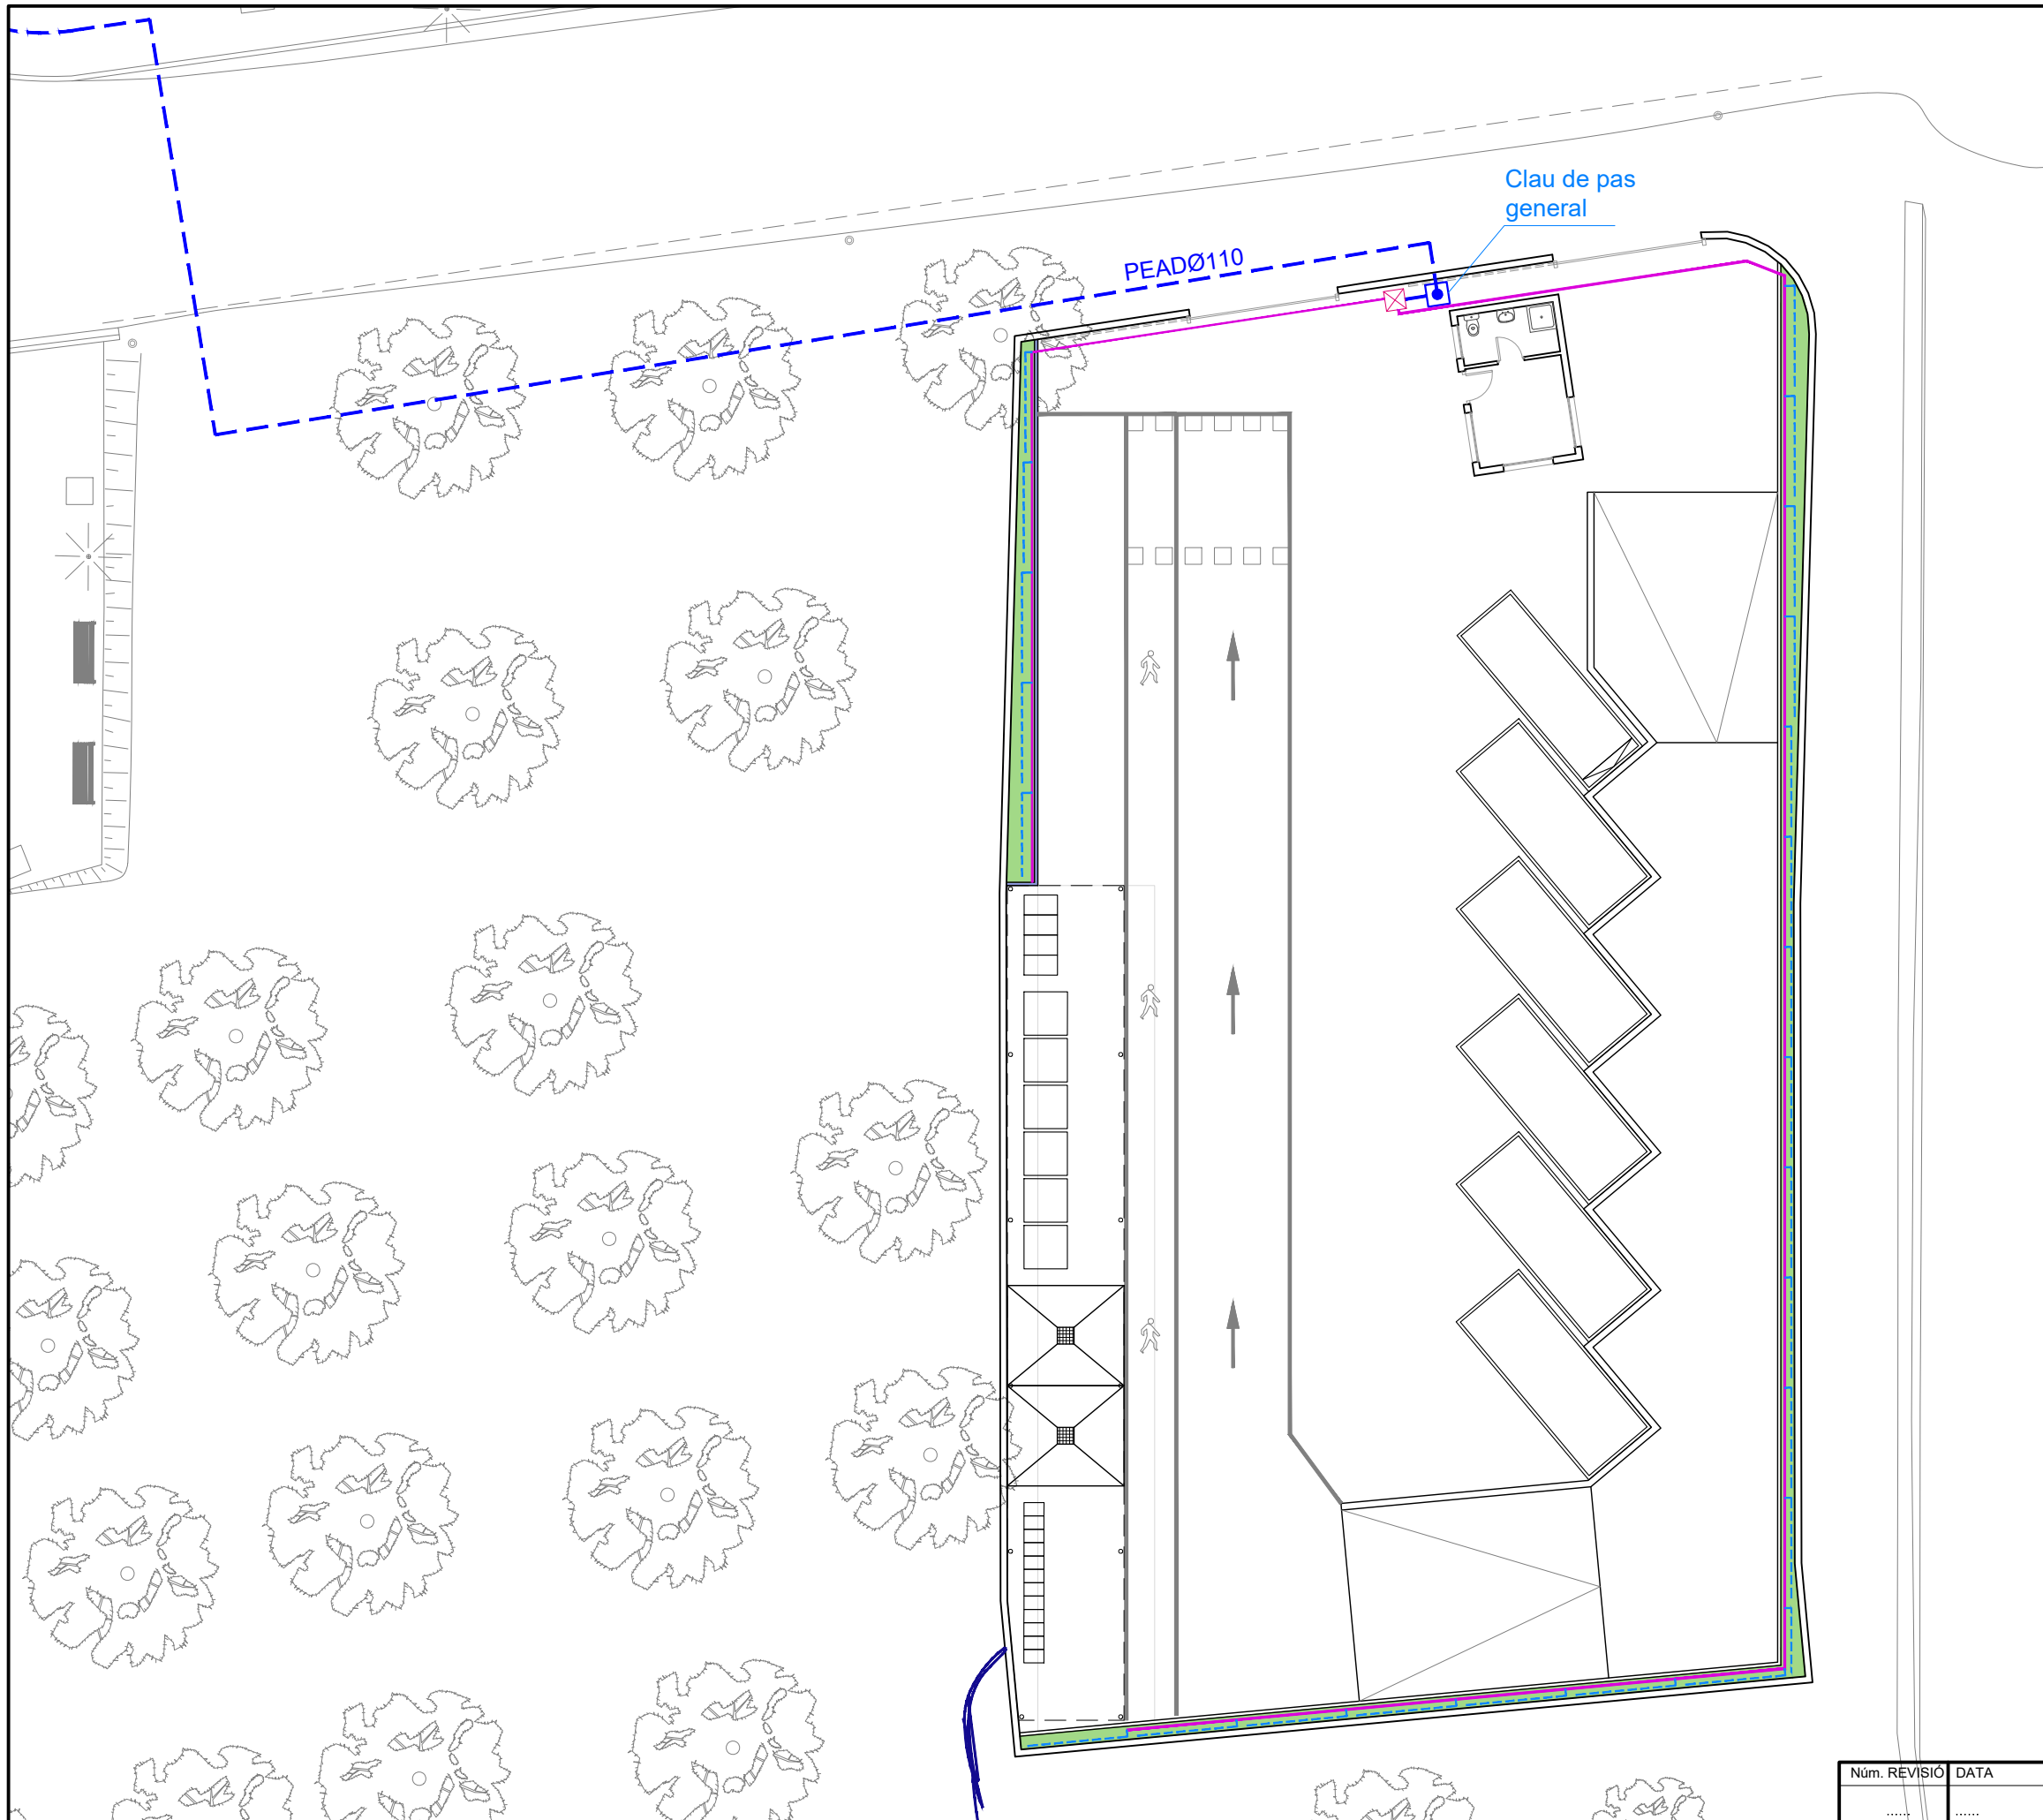 Clau de pas
general
PEADØ110
Núm. REVISIÓ DATA
...... ......